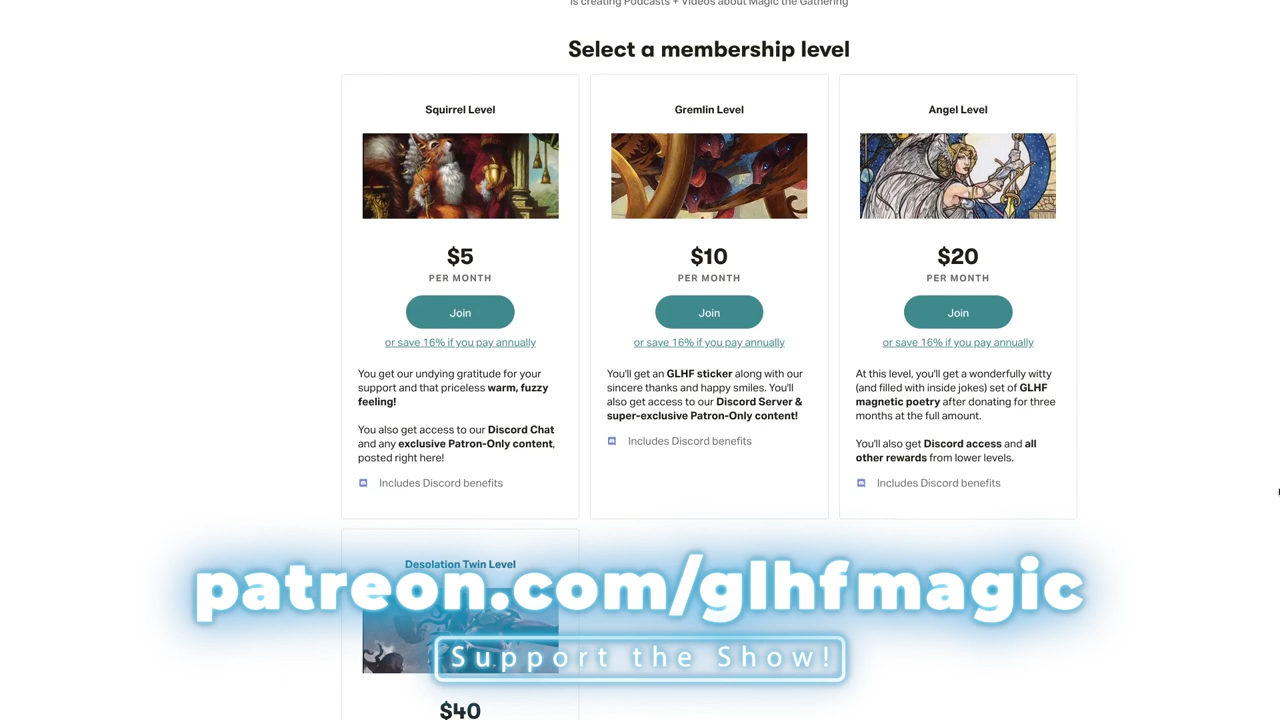 is creating Podcasts + Videos about Magic the Gathering
Select a membership level
Squirrel Level
$5
PER MONTH
Join
or save 16% if you pay annually
You get our undying gratitude for your
support and that priceless warm, fuzzy
feeling!
You also get access to our Discord Chat
and any exclusive Patron-Only content,
posted right here!
Includes Discord benefits
Gremlin Level
$10
PER MONTH
Join
or save 16% if you pay annually
You'll get an GLHF sticker along with our
sincere thanks and happy smiles. You'll
also get access to our Discord Server &
super-exclusive Patron-Only content!
Includes Discord benefits
Angel Level
$20
PER MONTH
Join
or save 16% if you pay annually
At this level, you'll get a wonderfully witty
(and filled with inside jokes) set of GLHF
magnetic poetry after donating for three
months at the full amount.
You'll also get Discord access and all
other rewards from lower levels.
Includes Discord benefits
Desolation Twin Level
patreon.com/glhfmagic
Support the Show!
$40